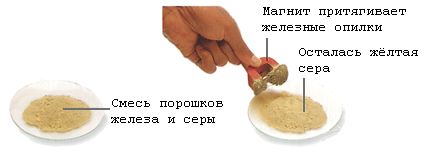 Магнит притягивает
железные опилки
Осталась жёлтая
сера
Смесь порошков
железа и серы